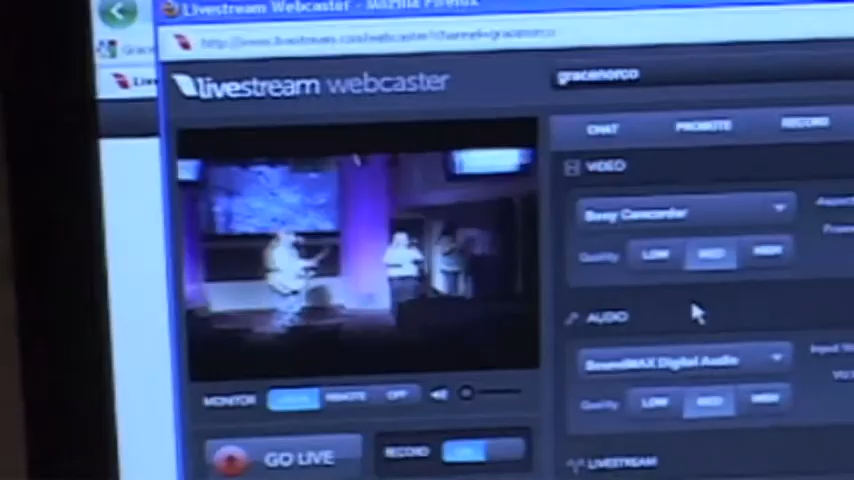 Livestream Webcaster - Mozilla Firefox
livestream webcaster
gracenorco
CHAT
PROMOTE
RECORD
VIDEO
Sony Camcorder
Quality
LOW
MED
HIGH
AUDIO
SoundMAX Digital Audio
Quality
LOW
MED
HIGH
MONITOR
LOCAL
REMOTE
OFF
GO LIVE
RECORD
ON
LIVESTREAM